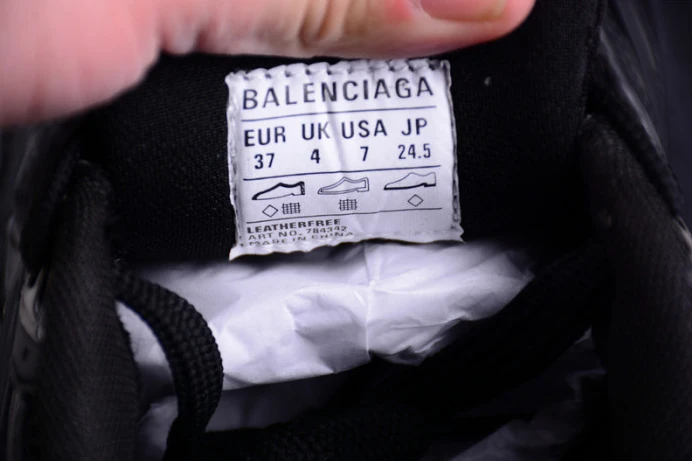 BALENCIAGA
EUR UK USA JP
37 4 7 24.5
LEATHERFREE
ART NO. 784342
MADE IN CHINA